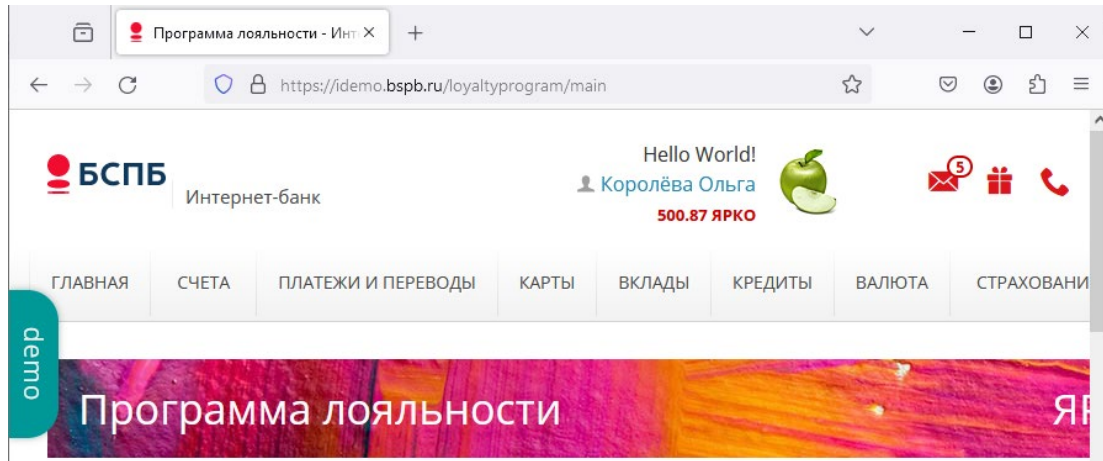 Программа лояльности - Инт
https://idemo.bspb.ru/loyaltyprogram/main
БСПБ
Интернет-банк
Hello World!
Королёва Ольга
500.87 ЯРКО
5
ГЛАВНАЯ СЧЕТА ПЛАТЕЖИ И ПЕРЕВОДЫ КАРТЫ ВКЛАДЫ КРЕДИТЫ ВАЛЮТА СТРАХОВАНИ
demo
Программа лояльности